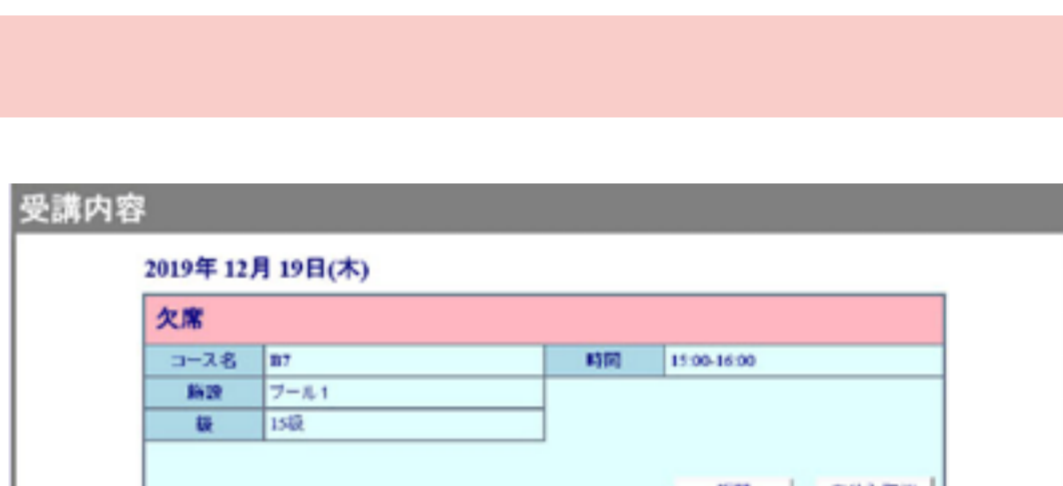 受講内容
2019年 12月 19日(木)
欠席
コース名 B7 時間 15:00-16:00
施設 プール1
級 15級